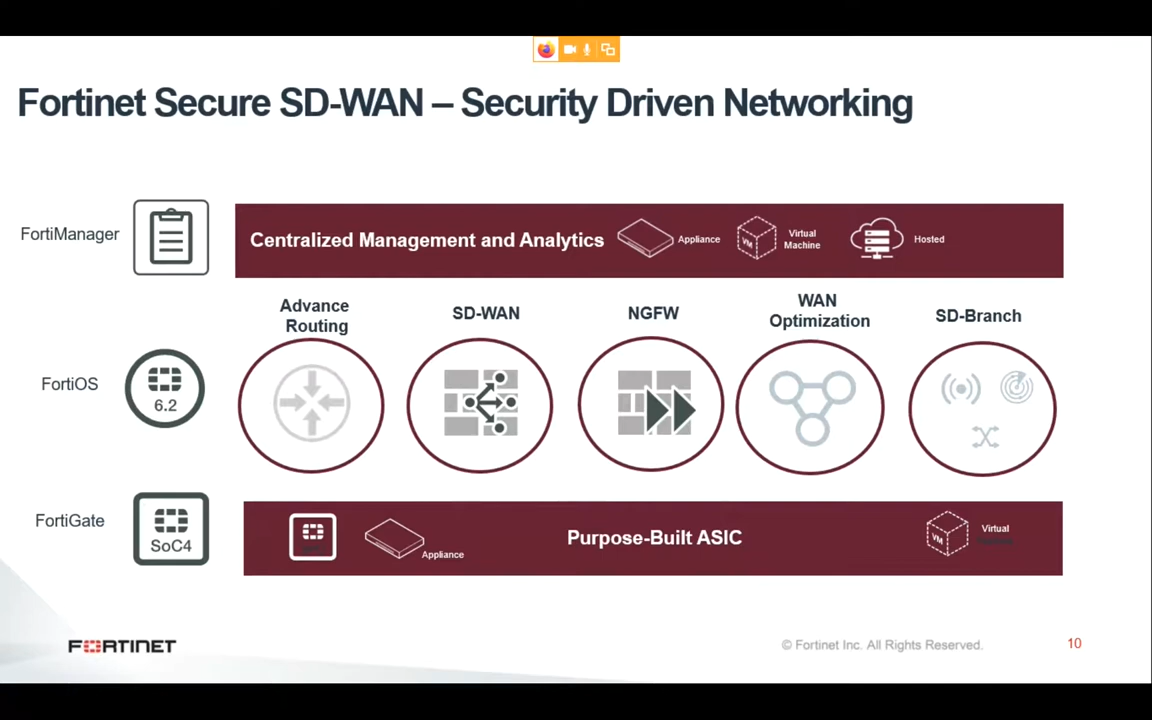 Fortinet Secure SD-WAN – Security Driven Networking
FortiManager
Centralized Management and Analytics
Appliance
Virtual
Machine
Hosted
Advance
Routing
SD-WAN
NGFW
WAN
Optimization
SD-Branch
FortiOS
6.2
FortiGate
SoC4
Appliance
Purpose-Built ASIC
VM
Virtual
FORTINET
© Fortinet Inc. All Rights Reserved.
10